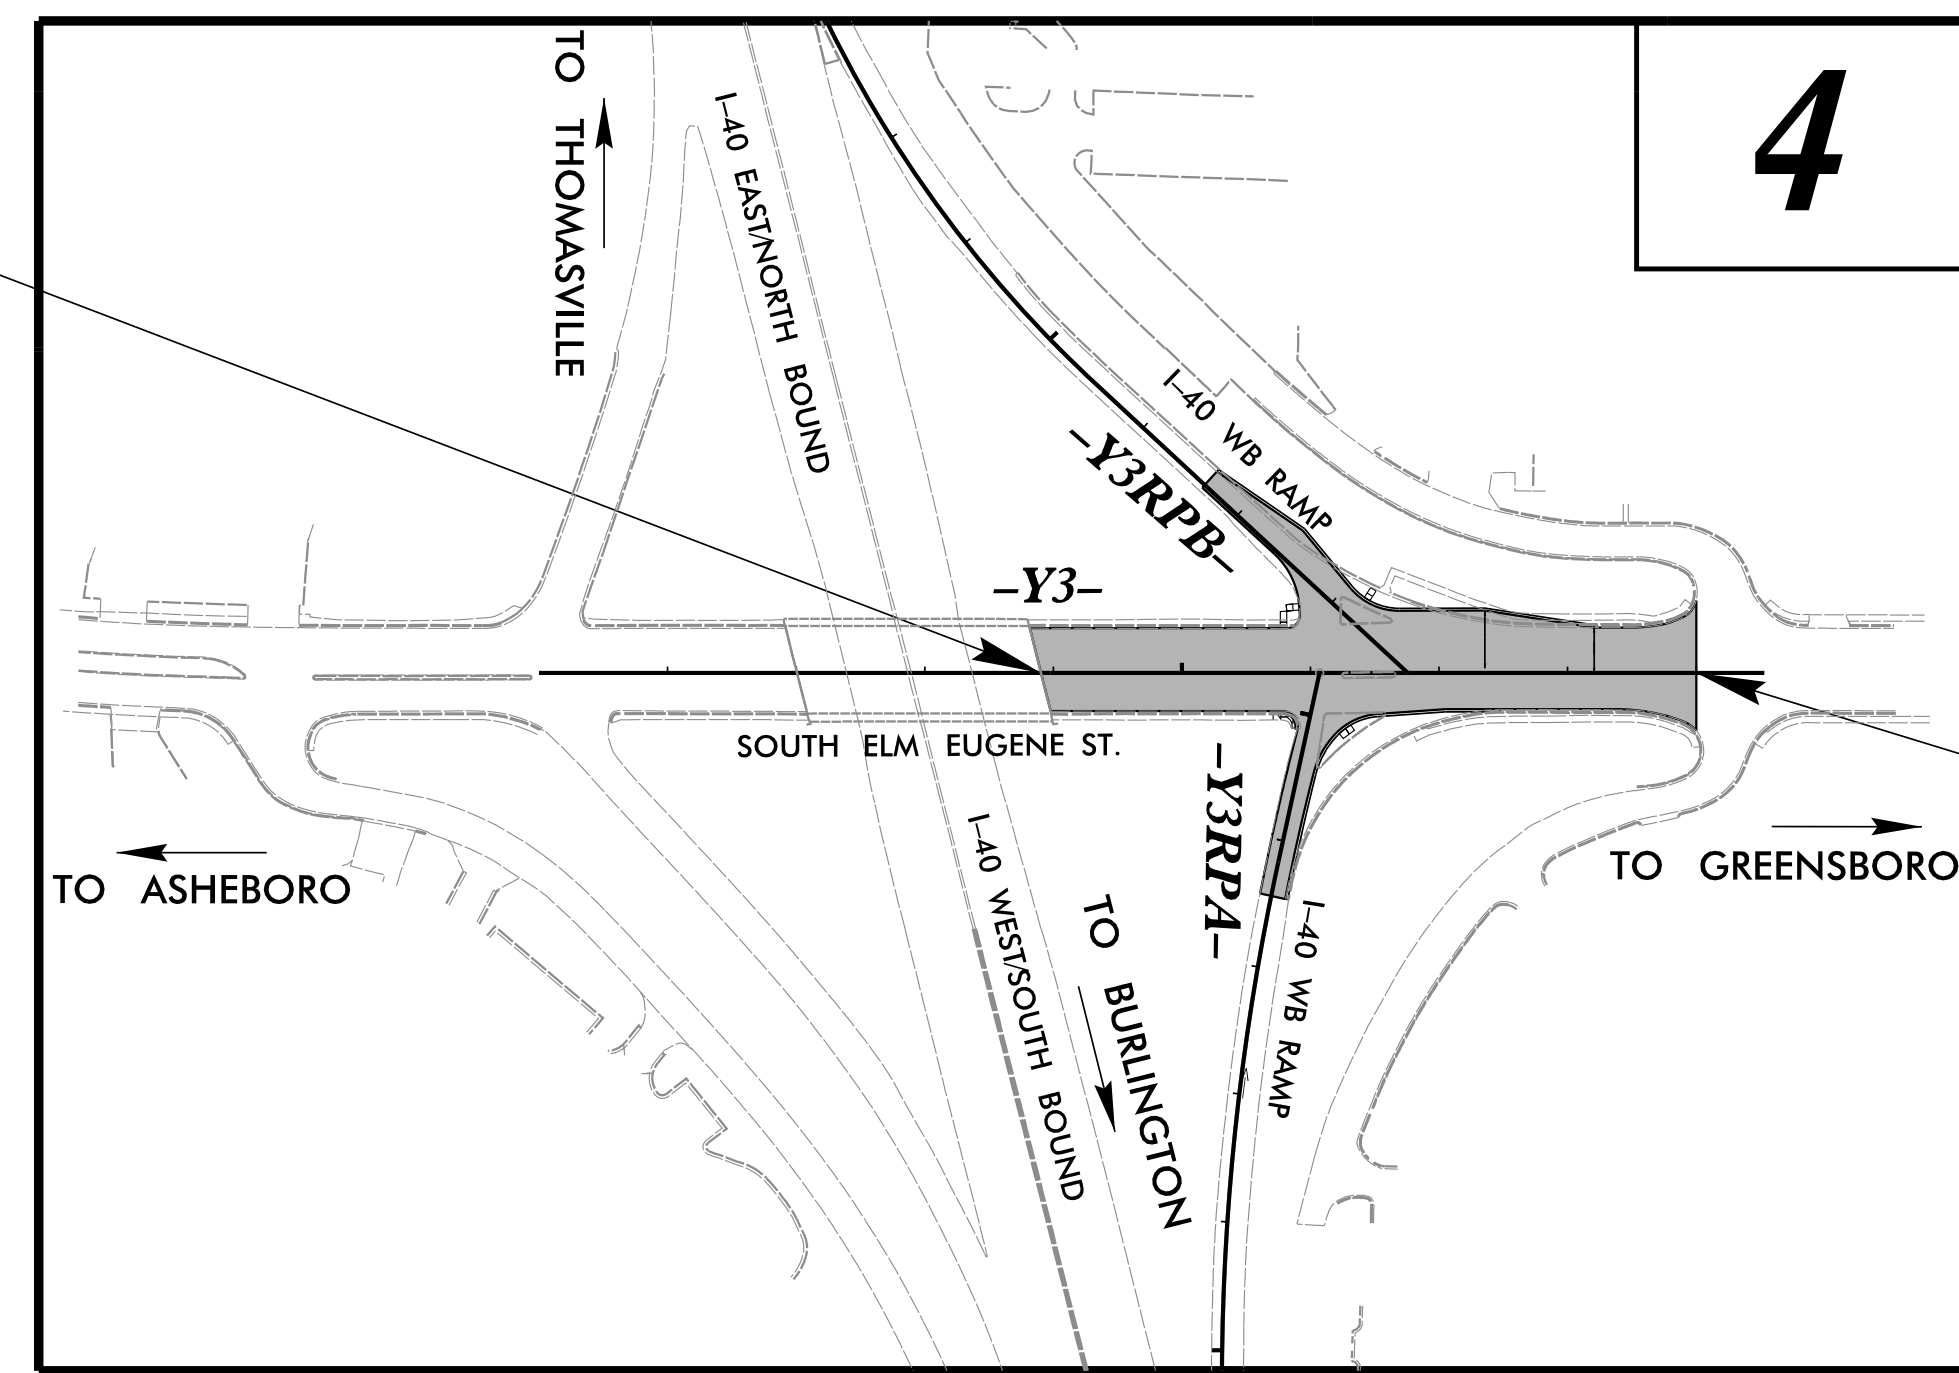 4
TO THOMASVILLE
I-40 EAST/NORTH BOUND
I-40 WB RAMP
-Y3RPB-
-Y3-
SOUTH ELM EUGENE ST.
-Y3RPA-
TO ASHEBORO
TO GREENSBORO
I-40 WEST/SOUTH BOUND
TO BURLINGTON
I-40 WB RAMP